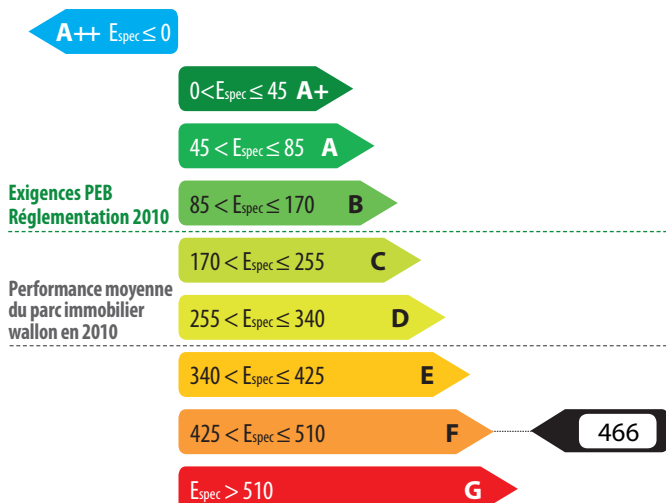 A++ Espec ≤ 0
0<Espec ≤ 45 A+
45 < Espec ≤ 85 A
Exigences PEB
Réglementation 2010
85 < Espec ≤ 170 B
170 < Espec ≤ 255 C
Performance moyenne
du parc immobilier
wallon en 2010
255 < Espec ≤ 340 D
340 < Espec ≤ 425 E
425 < Espec ≤ 510 F
466
Espec > 510 G